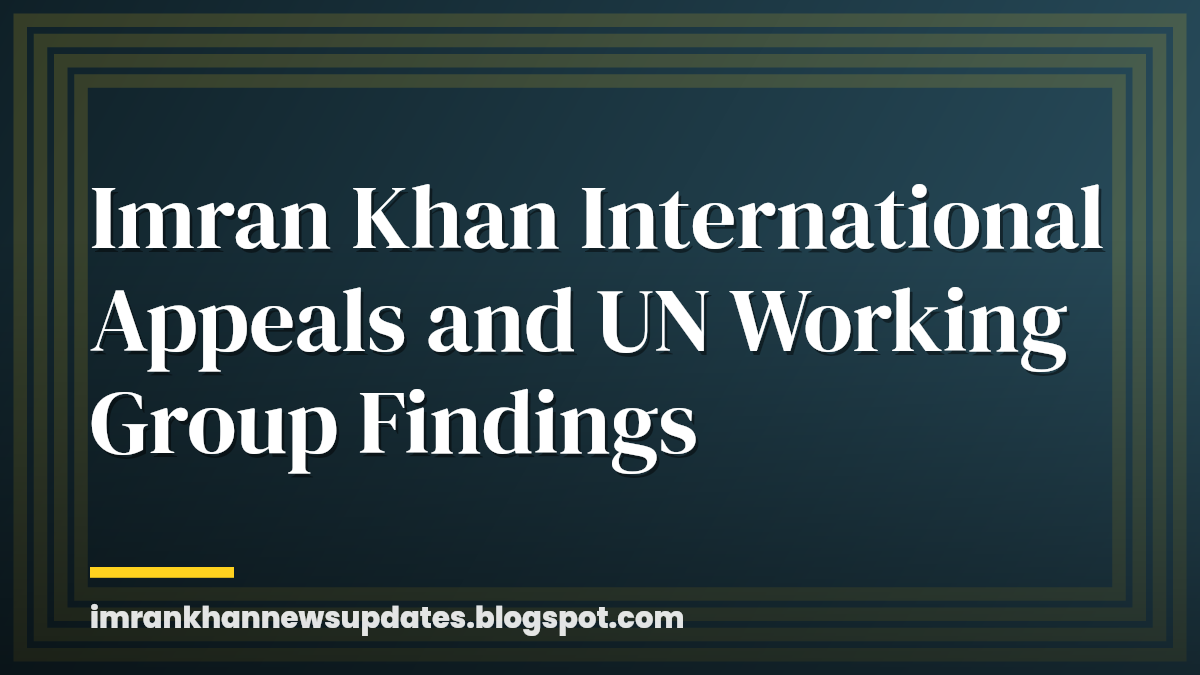 Imran Khan International
Appeals and UN Working
Group Findings
imrankhannewsupdates.blogspot.com